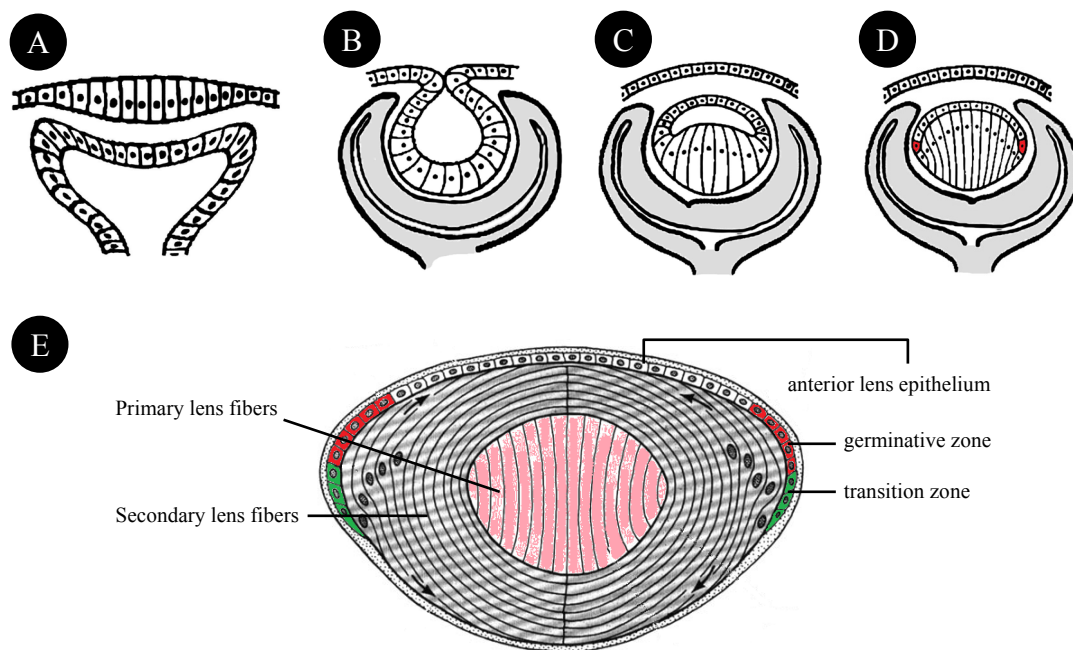 A
B
C
D
E
anterior lens epithelium
Primary lens fibers
germinative zone
transition zone
Secondary lens fibers